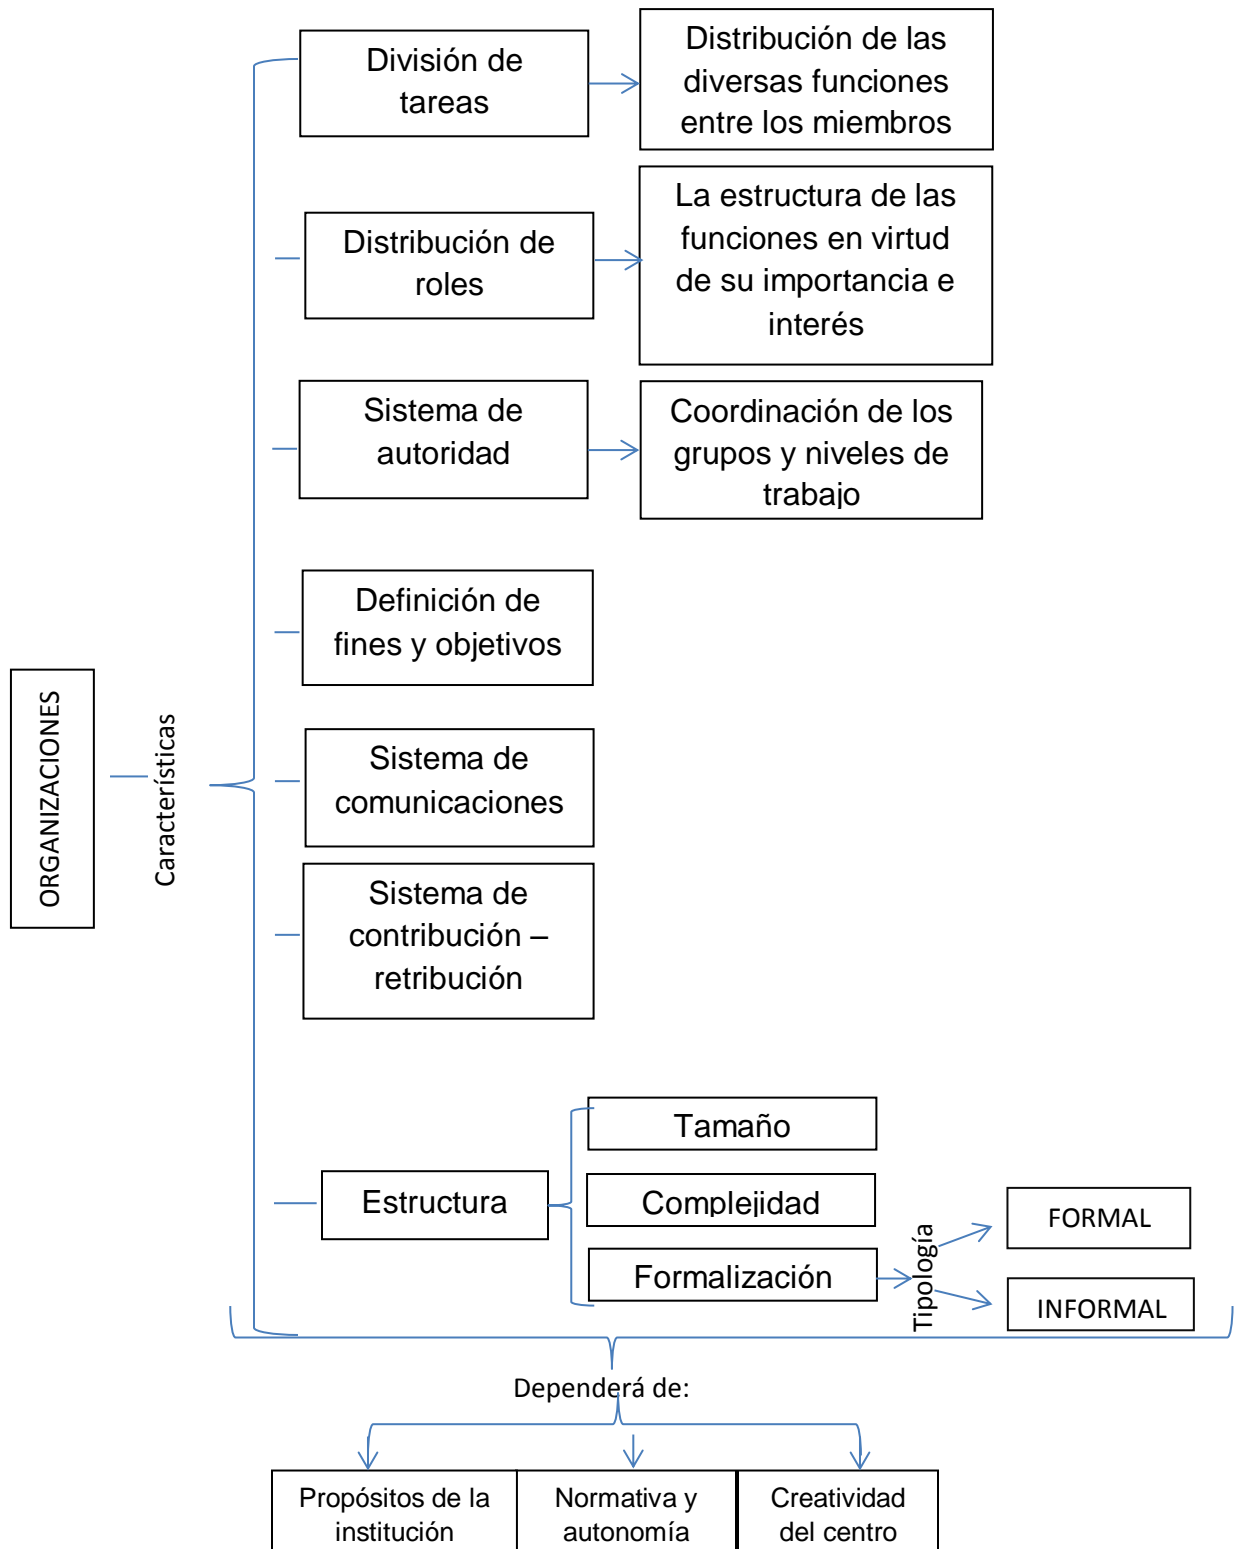 ORGANIZACIONES
Características
División de
tareas
Distribución de las
diversas funciones
entre los miembros
Distribución de
roles
La estructura de las
funciones en virtud
de su importancia e
interés
Sistema de
autoridad
Coordinación de los
grupos y niveles de
trabajo
Definición de
fines y objetivos
Sistema de
comunicaciones
Sistema de
contribución –
retribución
Estructura
Tamaño
Complejidad
Formalización
Tipología
FORMAL
INFORMAL
Dependerá de:
Propósitos de la
institución
Normativa y
autonomía
Creatividad
del centro